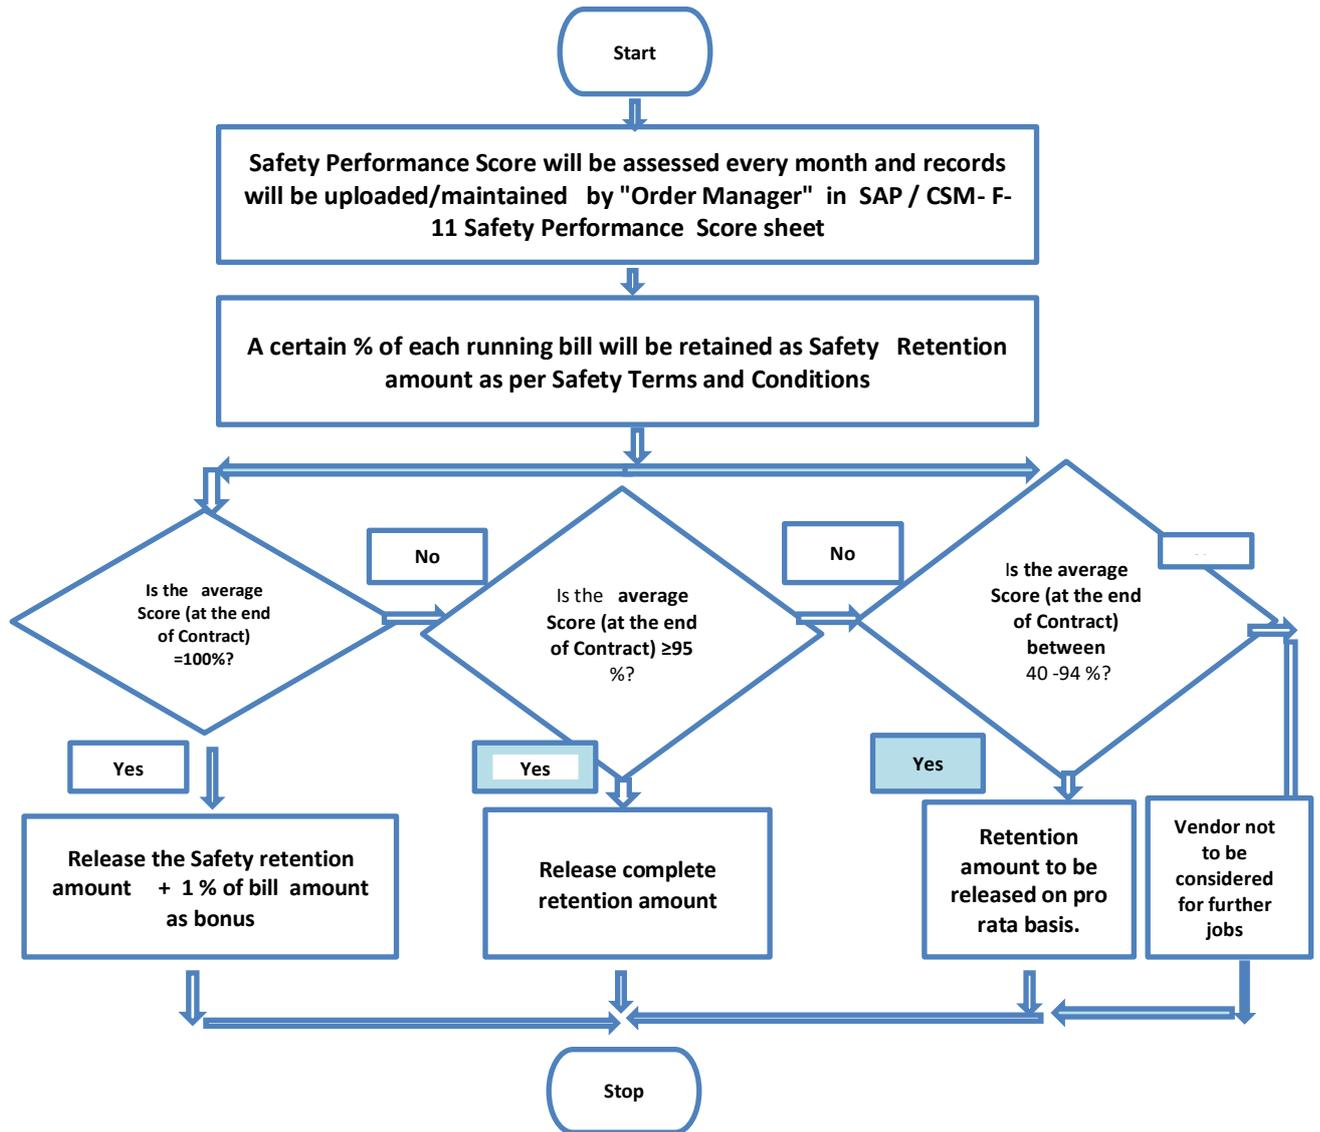 Start
Safety Performance Score will be assessed every month and records
will be uploaded/maintained by "Order Manager" in SAP / CSM- F-
11 Safety Performance Score sheet
A certain % of each running bill will be retained as Safety Retention
amount as per Safety Terms and Conditions
Is the average
Score (at the end
of Contract)
=100%?
No
Is the average
Score (at the end
of Contract) ≥95
%?
No
Is the average
Score (at the end
of Contract)
between
40 -94 %?
Yes
Yes
Yes
Release the Safety retention
amount + 1 % of bill amount
as bonus
Release complete
retention amount
Retention
amount to be
released on pro
rata basis.
Vendor not
to be
considered
for further
jobs
Stop